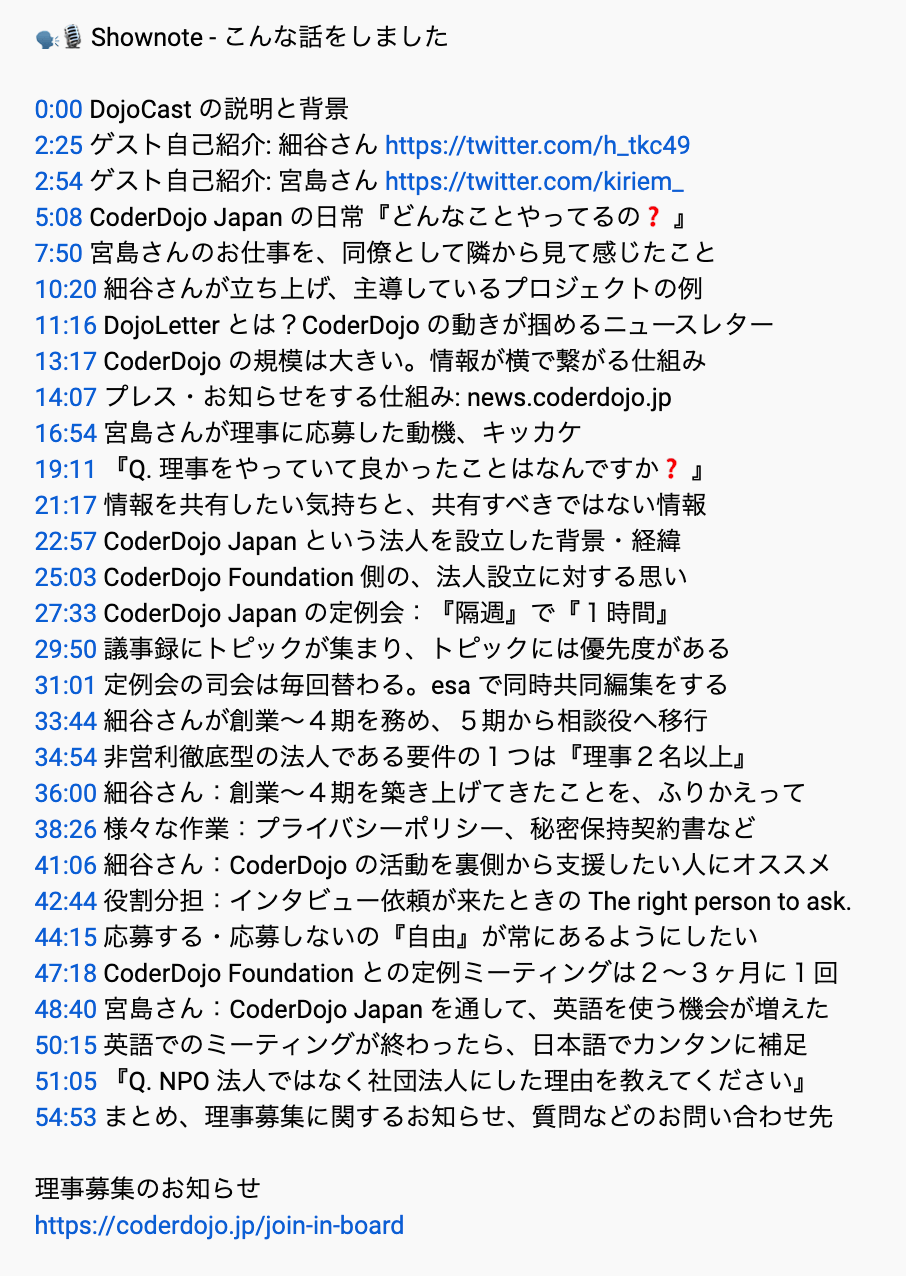 🗣🎙 Shownote - こんな話をしました
0:00 DojoCast の説明と背景
2:25 ゲスト自己紹介: 細谷さん https://twitter.com/h_tkc49
2:54 ゲスト自己紹介: 宮島さん https://twitter.com/kiriem_
5:08 CoderDojo Japan の日常『どんなことやってるの❓』
7:50 宮島さんのお仕事を、同僚として隣から見て感じたこと
10:20 細谷さんが立ち上げ、主導しているプロジェクトの例
11:16 DojoLetter とは？CoderDojo の動きが掴めるニュースレター
13:17 CoderDojo の規模は大きい。情報が横で繋がる仕組み
14:07 プレス・お知らせをする仕組み: news.coderdojo.jp
16:54 宮島さんが理事に応募した動機、キッカケ
19:11 『Q. 理事をやっていて良かったことはなんですか❓』
21:17 情報を共有したい気持ちと、共有すべきではない情報
22:57 CoderDojo Japan という法人を設立した背景・経緯
25:03 CoderDojo Foundation 側の、法人設立に対する思い
27:33 CoderDojo Japan の定例会：『隔週』で『１時間』
29:50 議事録にトピックが集まり、トピックには優先度がある
31:01 定例会の司会は毎回替わる。esa で同時共同編集をする
33:44 細谷さんが創業〜４期を務め、５期から相談役へ移行
34:54 非営利徹底型の法人である要件の１つは『理事２名以上』
36:00 細谷さん：創業〜４期を築き上げてきたことを、ふりかえって
38:26 様々な作業：プライバシーポリシー、秘密保持契約書など
41:06 細谷さん：CoderDojo の活動を裏側から支援したい人にオススメ
42:44 役割分担：インタビュー依頼が来たときの The right person to ask.
44:15 応募する・応募しないの『自由』が常にあるようにしたい
47:18 CoderDojo Foundation との定例ミーティングは２〜３ヶ月に１回
48:40 宮島さん：CoderDojo Japan を通して、英語を使う機会が増えた
50:15 英語でのミーティングが終わったら、日本語でカンタンに補足
51:05 『Q. NPO 法人ではなく社団法人にした理由を教えてください』
54:53 まとめ、理事募集に関するお知らせ、質問などのお問い合わせ先
理事募集のお知らせ
https://coderdojo.jp/join-in-board